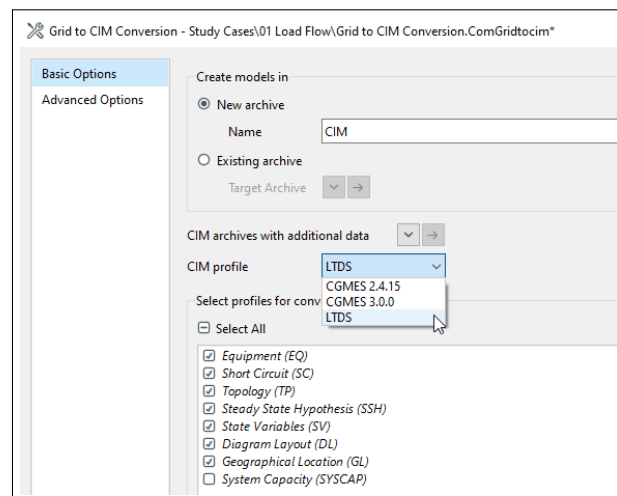 Grid to CIM Conversion - Study Cases\01 Load Flow\Grid to CIM Conversion.ComGridtocim*
Basic Options
Advanced Options
Create models in
New archive
Name
CIM
Existing archive
Target Archive
CIM archives with additional data
CIM profile
LTDS
CGMES 2.4.15
CGMES 3.0.0
LTDS
Select profiles for conv
Select All
Equipment (EQ)
Short Circuit (SC)
Topology (TP)
Steady State Hypothesis (SSH)
State Variables (SV)
Diagram Layout (DL)
Geographical Location (GL)
System Capacity (SYSCAP)